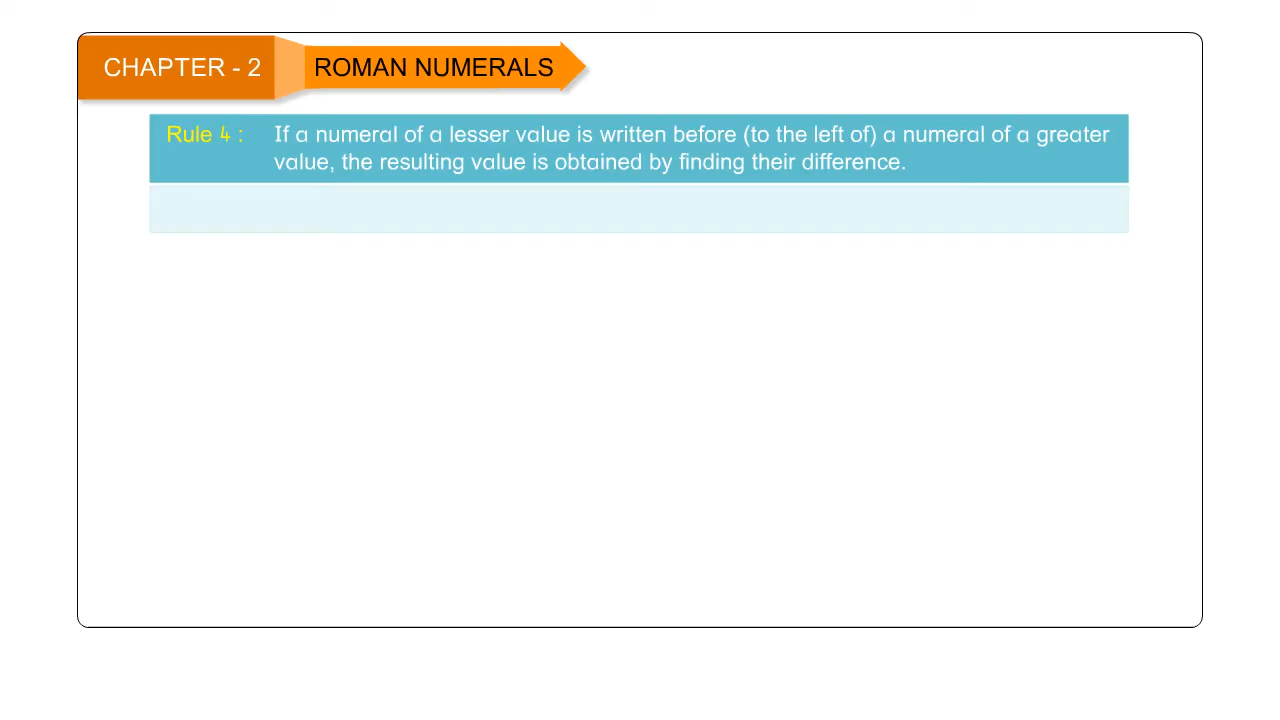 CHAPTER - 2
ROMAN NUMERALS
Rule 4 : If a numeral of a lesser value is written before (to the left of) a numeral of a greater
value, the resulting value is obtained by finding their difference.